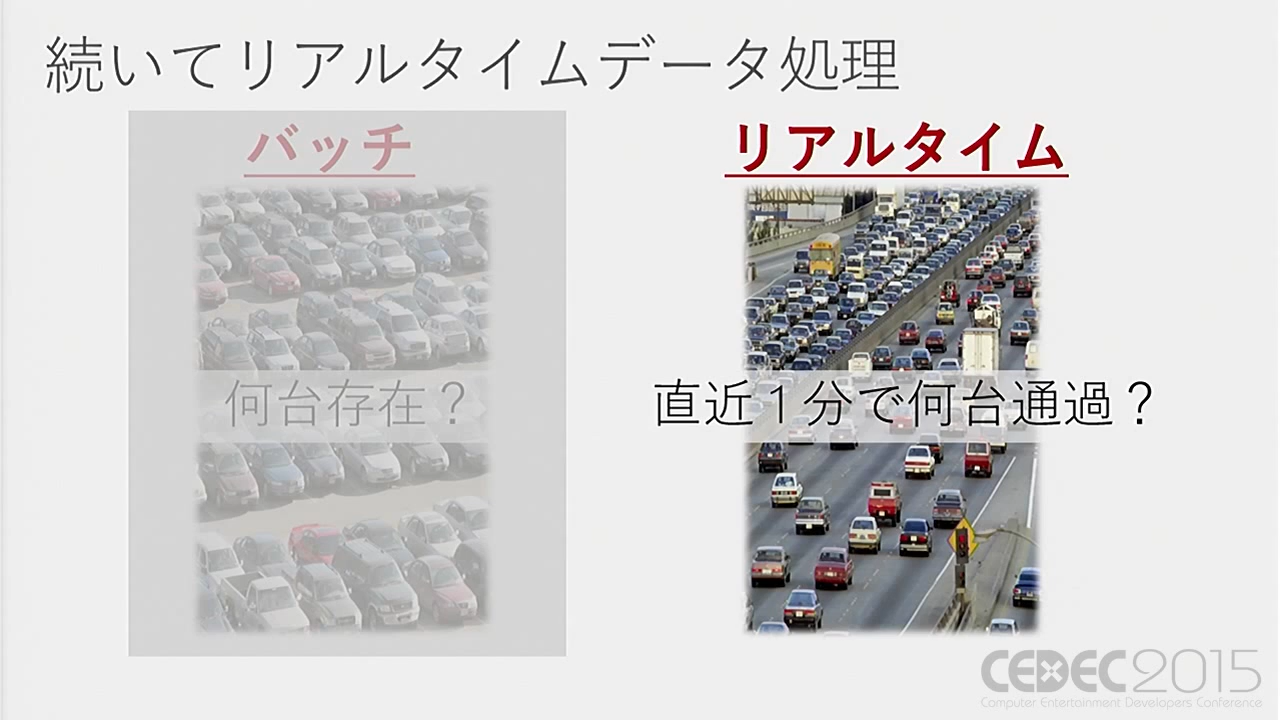 続いてリアルタイムデータ処理
バッチ
リアルタイム
何台存在？
直近１分で何台通過？
CEDEC2015
Computer Entertainment Developers Conference